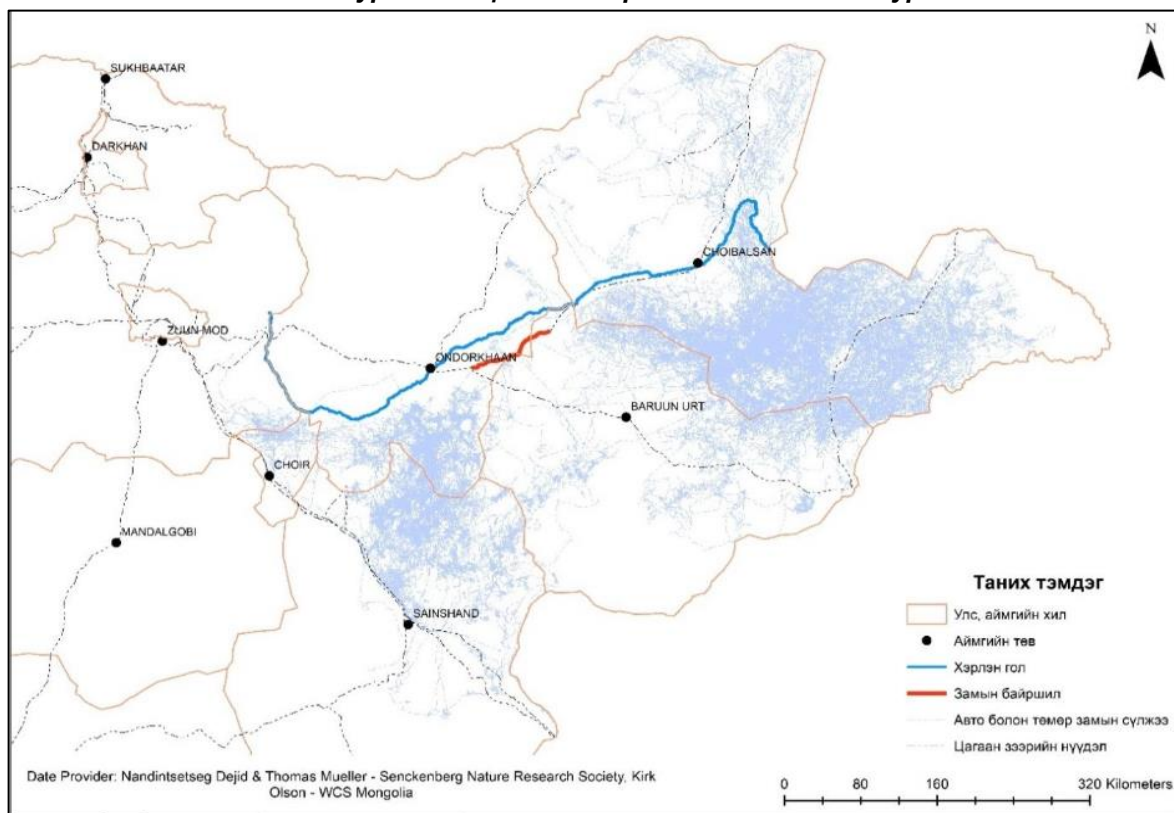 N
SUKHBAATAR
DARKHAN
CHOIBALSAN
ZUMN-MOD
ONDORKHAAN
BARUUN URT
CHOIR
MANDALGOBI
SAINSHAND
Таних тэмдэг
Улс, аймгийн хил
Аймгийн төв
Хэрлэн гол
Замын байршил
Авто болон төмөр замын сүлжээ
Цагаан зээрийн нүүдэл
Date Provider: Nandintsetseg Dejid & Thomas Mueller - Senckenberg Nature Research Society, Kirk
Olson - WCS Mongolia
0 80 160 320 Kilometers